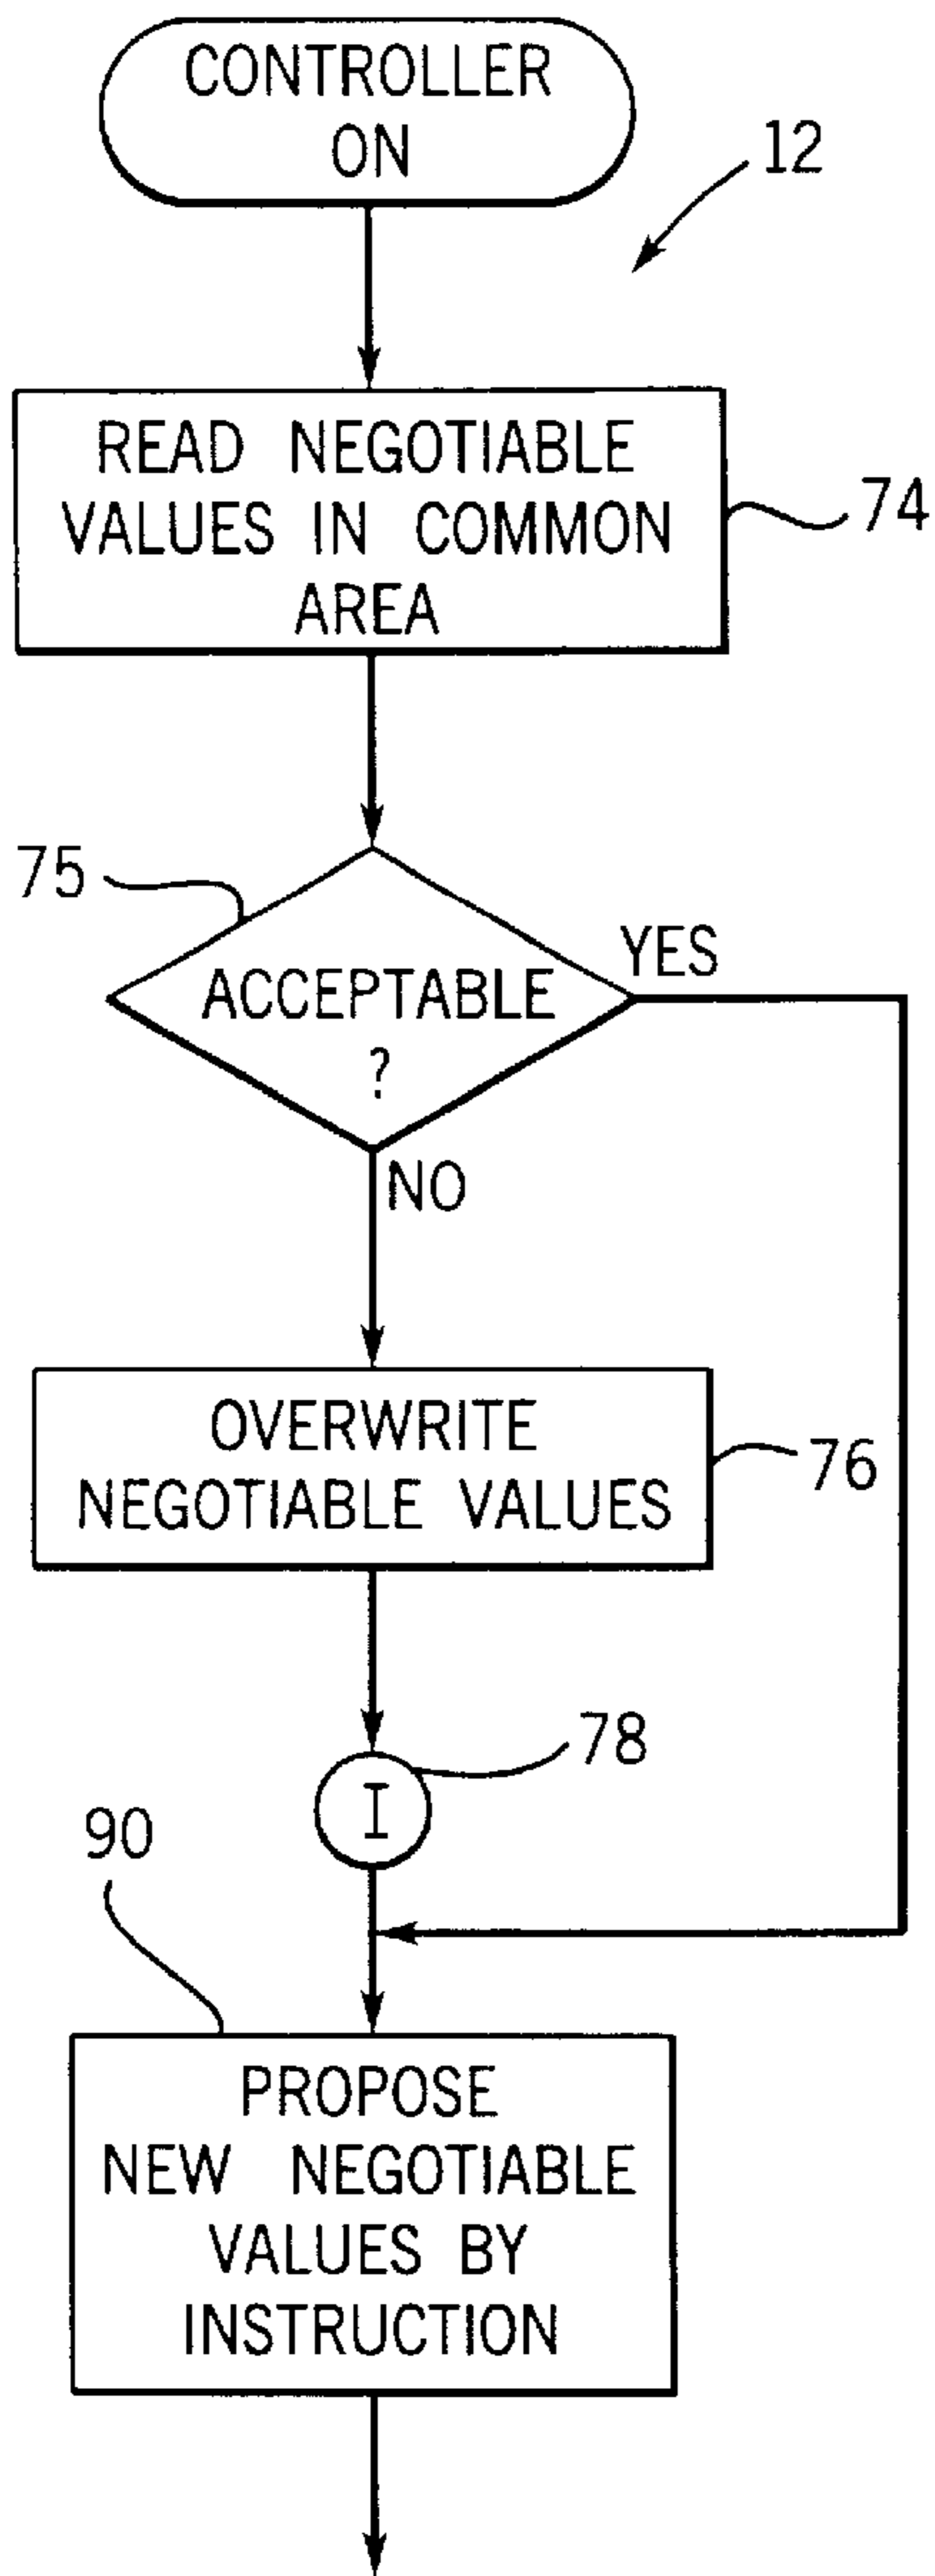 CONTROLLER
ON
12
READ NEGOTIABLE
VALUES IN COMMON
AREA
74
75
ACCEPTABLE
?
YES
NO
OVERWRITE
NEGOTIABLE VALUES
76
78
I
90
PROPOSE
NEW NEGOTIABLE
VALUES BY
INSTRUCTION